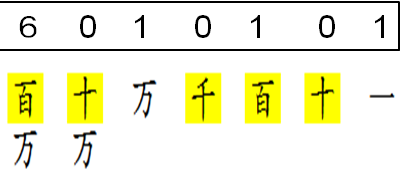 6 0 1 0 1 0 1
百 十 万 千 百 十 一
万 万